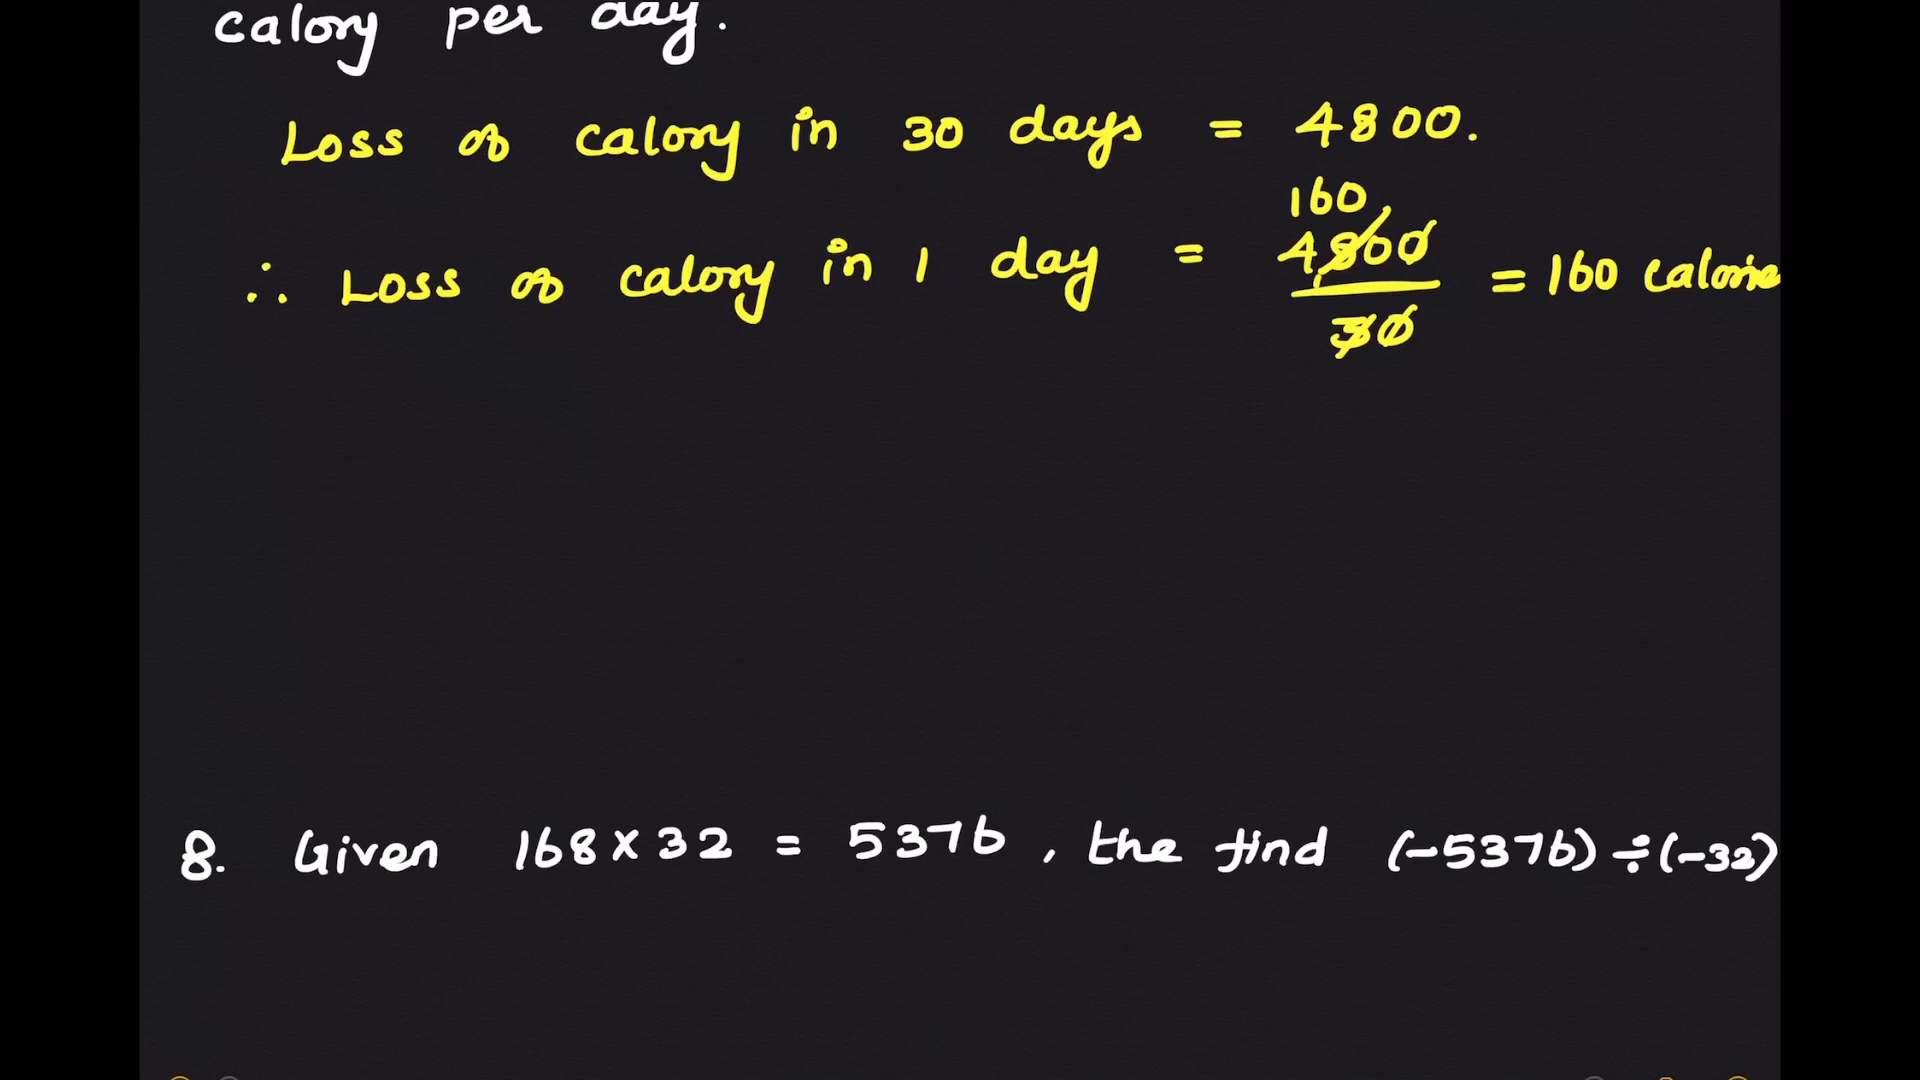 calory per day.
Loss of calory in 30 days = 4800.
160
∴ Loss of calory in 1 day = 4800/30 = 160 calorie
8. Given 168 × 32 = 5376, the find (-5376) ÷ (-32)